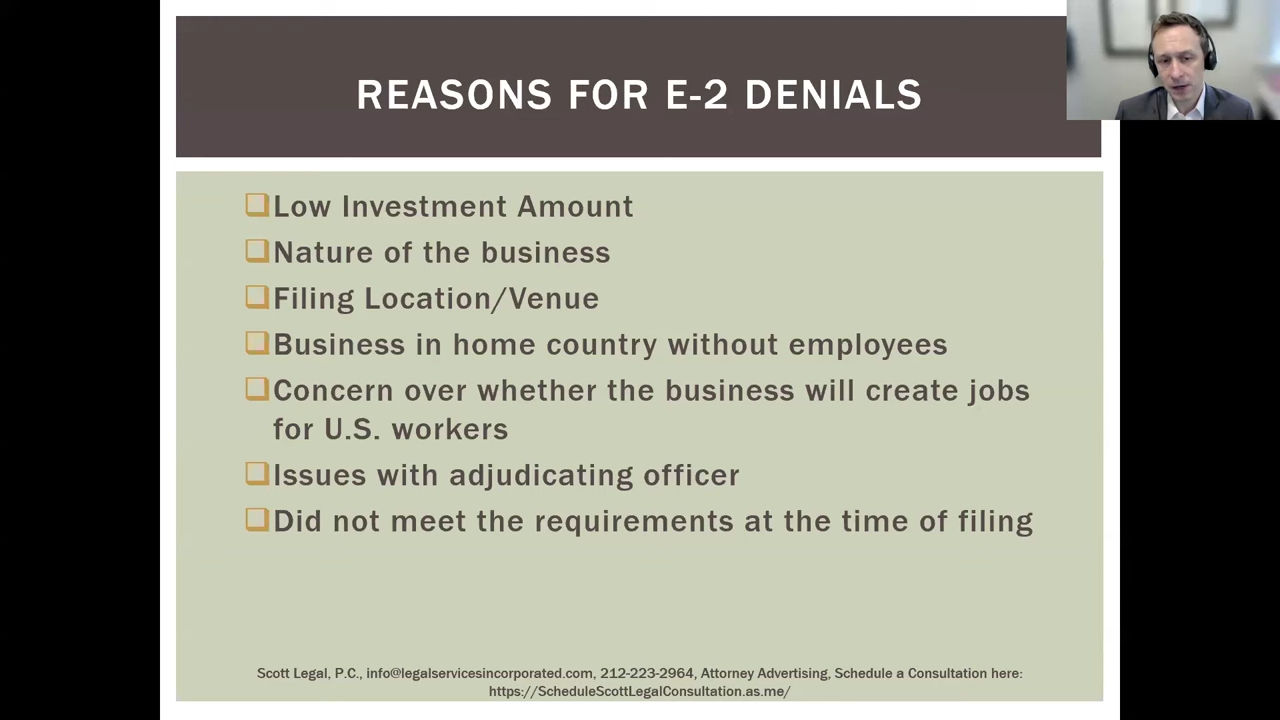 REASONS FOR E-2 DENIALS
Low Investment Amount
Nature of the business
Filing Location/Venue
Business in home country without employees
Concern over whether the business will create jobs
for U.S. workers
Issues with adjudicating officer
Did not meet the requirements at the time of filing
Scott Legal, P.C., info@legalservicesincorporated.com, 212-223-2964, Attorney Advertising, Schedule a Consultation here:
https://ScheduleScottLegalConsultation.as.me/